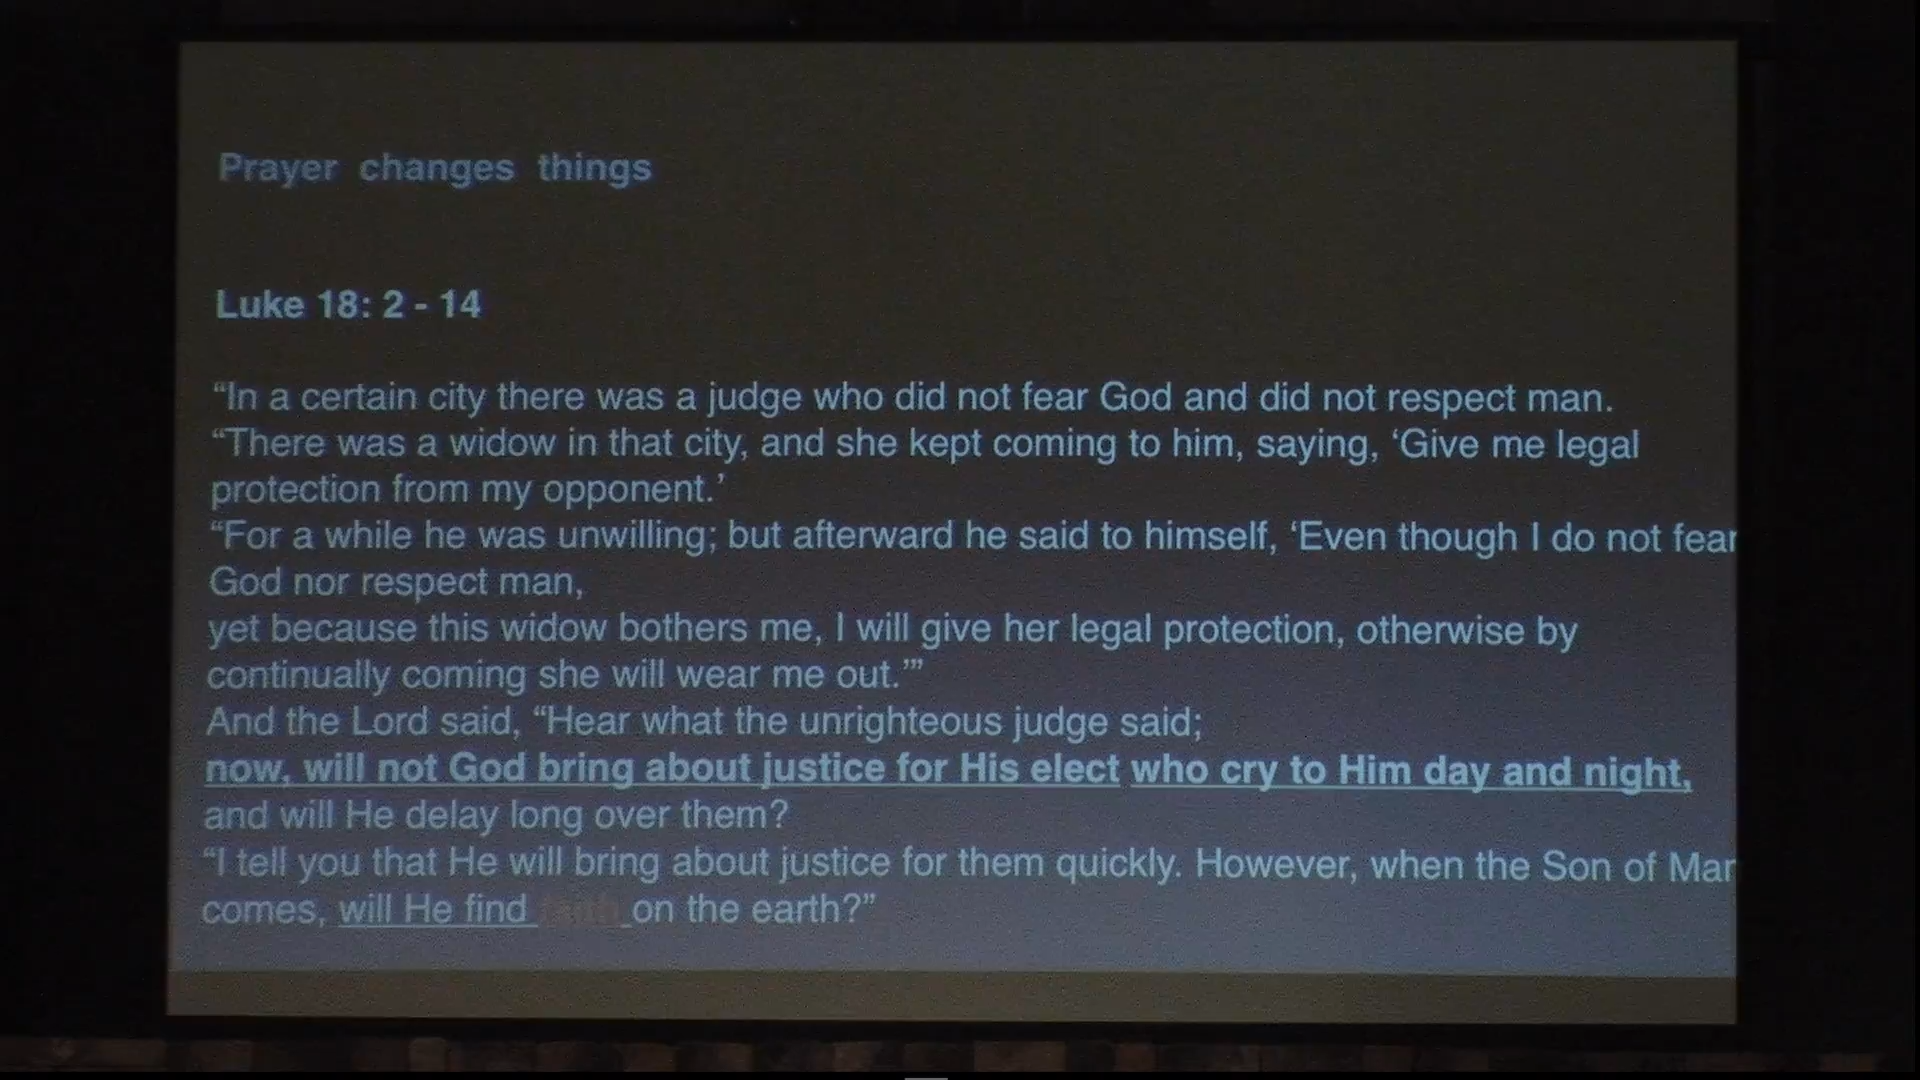 Prayer changes things
Luke 18: 2 - 14
“In a certain city there was a judge who did not fear God and did not respect man.
“There was a widow in that city, and she kept coming to him, saying, ‘Give me legal
protection from my opponent.’
“For a while he was unwilling; but afterward he said to himself, ‘Even though I do not fear
God nor respect man,
yet because this widow bothers me, I will give her legal protection, otherwise by
continually coming she will wear me out.’”
And the Lord said, “Hear what the unrighteous judge said;
now, will not God bring about justice for His elect who cry to Him day and night,
and will He delay long over them?
“I tell you that He will bring about justice for them quickly. However, when the Son of Man
comes, will He find faith on the earth?”